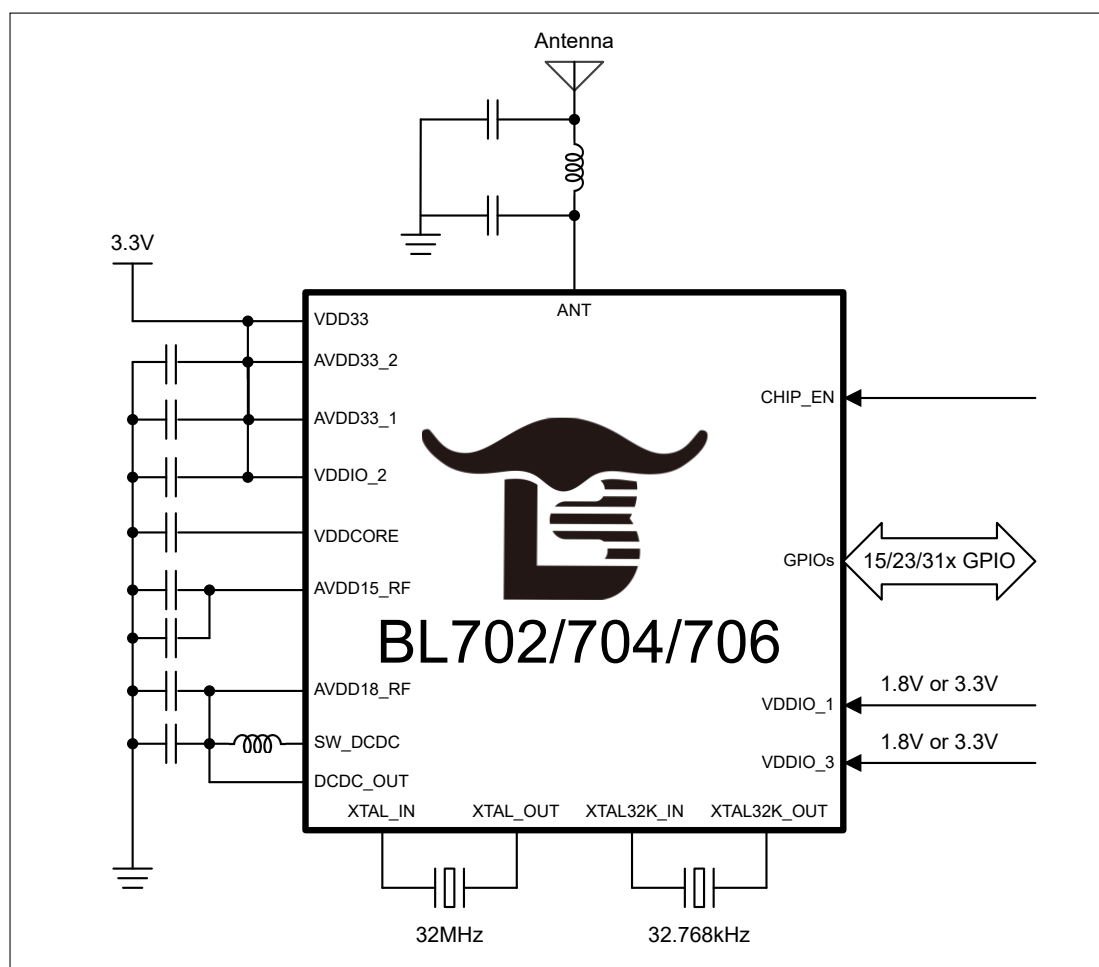 Antenna
3.3V
ANT
VDD33
AVDD33_2
CHIP_EN
AVDD33_1
VDDIO_2
VDDCORE
GPIOs
15/23/31x GPIO
AVDD15_RF
BL702/704/706
AVDD18_RF
1.8V or 3.3V
VDDIO_1
SW_DCDC
1.8V or 3.3V
VDDIO_3
DCDC_OUT
XTAL_IN
XTAL_OUT
XTAL32K_IN
XTAL32K_OUT
32MHz
32.768kHz